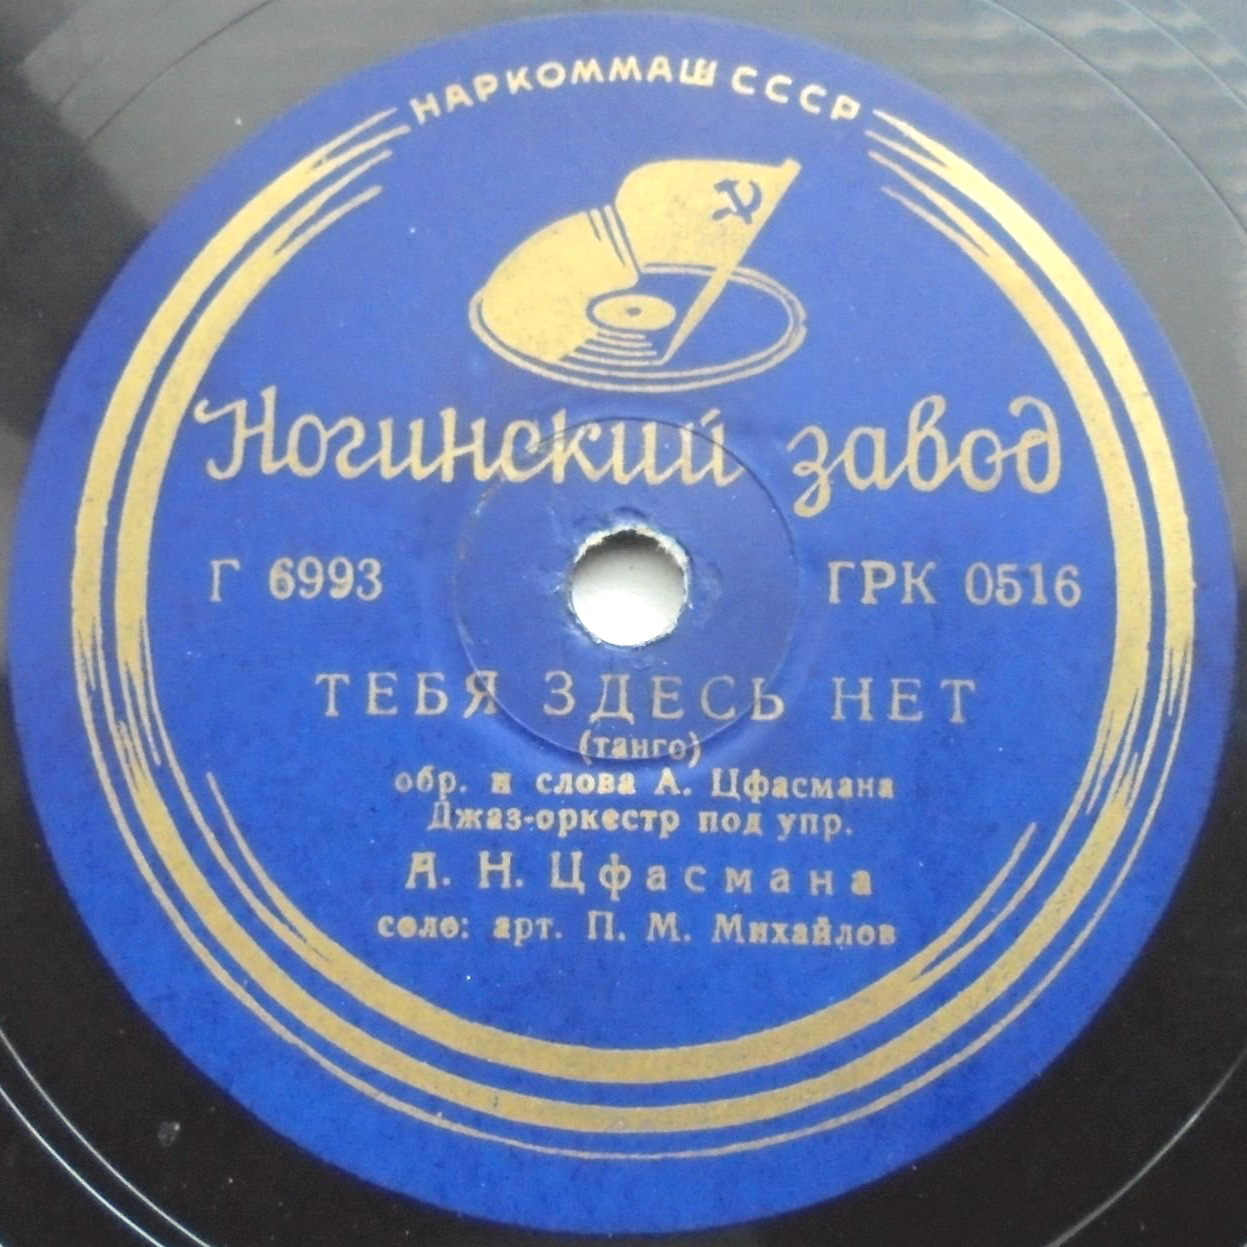 НАРКОММАШ СССР
Ногинский завод
Г 6993 ГРК 0516
ТЕБЯ ЗДЕСЬ НЕТ
(танго)
обр. и слова А. Цфасмана
Джаз-оркестр под упр.
А. Н. Цфасмана
соло: арт. П. М. Михайлов